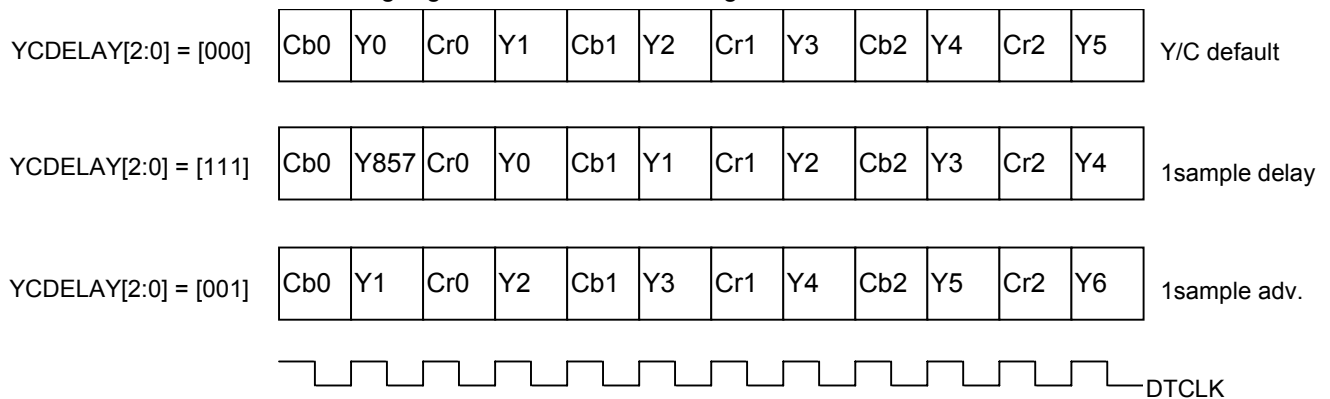 YCDELAY[2:0] = [000] Cb0 Y0 Cr0 Y1 Cb1 Y2 Cr1 Y3 Cb2 Y4 Cr2 Y5 Y/C default
YCDELAY[2:0] = [111] Cb0 Y857 Cr0 Y0 Cb1 Y1 Cr1 Y2 Cb2 Y3 Cr2 Y4 1sample delay
YCDELAY[2:0] = [001] Cb0 Y1 Cr0 Y2 Cb1 Y3 Cr1 Y4 Cb2 Y5 Cr2 Y6 1sample adv.
DTCLK